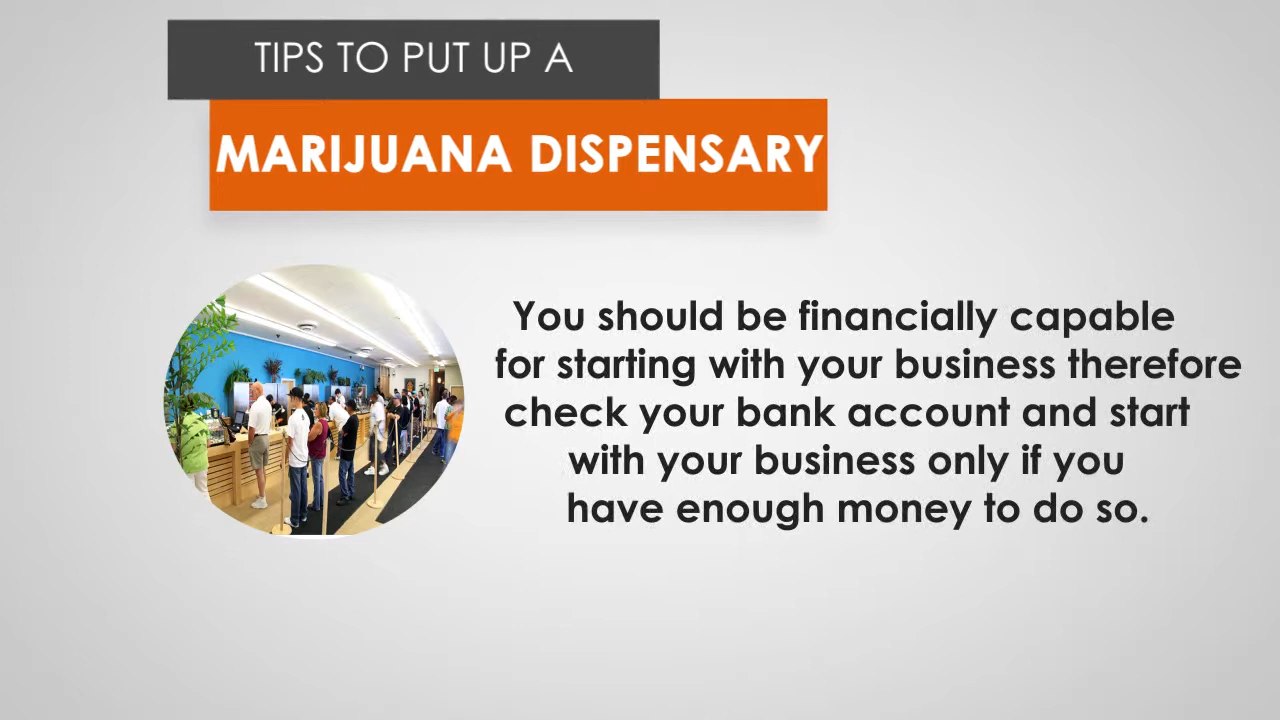 TIPS TO PUT UP A
MARIJUANA DISPENSARY
You should be financially capable
for starting with your business therefore
check your bank account and start
with your business only if you
have enough money to do so.